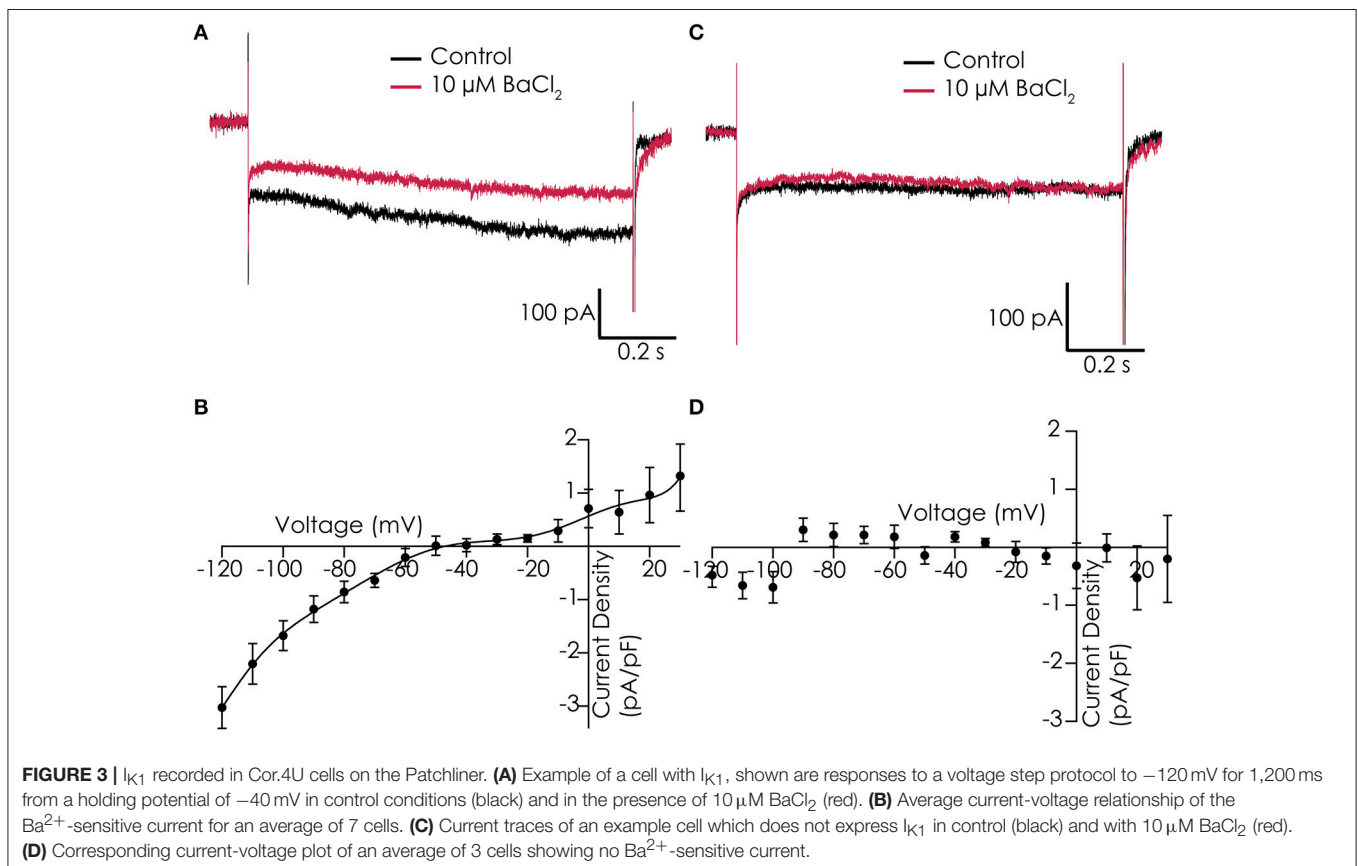 A
Control
10 µM BaCl₂
100 pA
0.2 s
C
Control
10 µM BaCl₂
100 pA
0.2 s
B
2
1
Voltage (mV)
-120 -100 -80 -60 -40 -20 20
-1
-2
-3
Current Density
(pA/pF)
D
2
1
Voltage (mV)
-120 -100 -80 -60 -40 -20 20
-1
-2
-3
Current Density
(pA/pF)
FIGURE 3 | I_K1 recorded in Cor.4U cells on the Patchliner. (A) Example of a cell with I_K1, shown are responses to a voltage step protocol to −120 mV for 1,200 ms
from a holding potential of −40 mV in control conditions (black) and in the presence of 10 µM BaCl₂ (red). (B) Average current-voltage relationship of the
Ba²⁺-sensitive current for an average of 7 cells. (C) Current traces of an example cell which does not express I_K1 in control (black) and with 10 µM BaCl₂ (red).
(D) Corresponding current-voltage plot of an average of 3 cells showing no Ba²⁺-sensitive current.